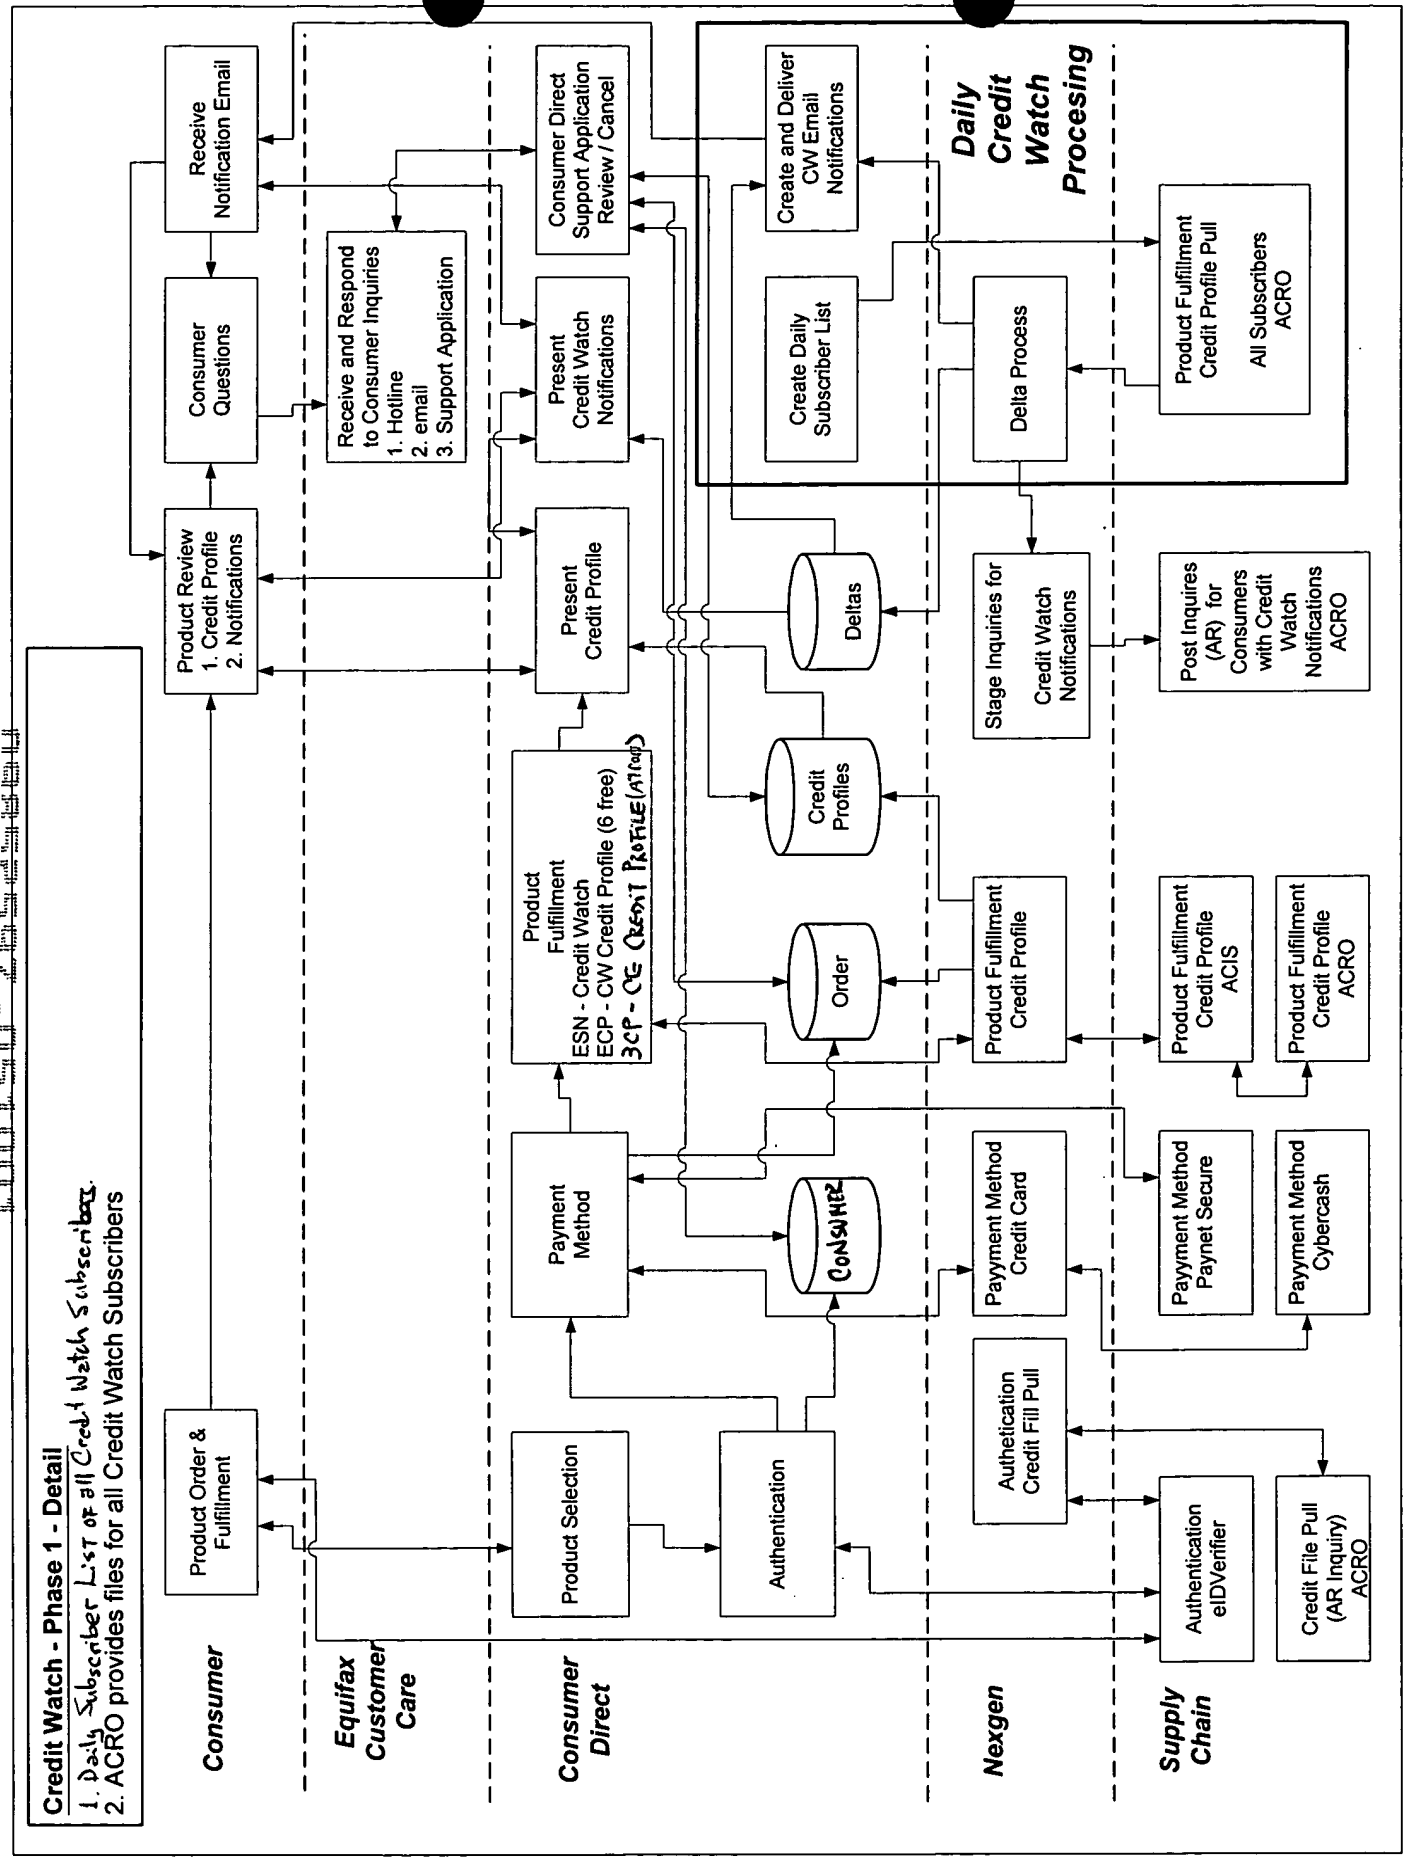 Credit Watch - Phase 1 - Detail
1. Daily Subscriber List of all Credit Watch Subscribers.
2. ACRO provides files for all Credit Watch Subscribers
Consumer
Product Order &
Fulfillment
Product Review
1. Credit Profile
2. Notifications
Consumer
Questions
Receive
Notification Email
Equifax
Customer
Care
Receive and Respond
to Consumer Inquiries
1. Hotline
2. email
3. Support Application
Consumer
Direct
Product Selection
Payment
Method
Product
Fulfillment
ESN - Credit Watch
ECP - CW Credit Profile (6 free)
3CP - CE CREDIT PROFILE
Present
Credit Profile
Present
Credit Watch
Notifications
Consumer Direct
Support Application
Review / Cancel
Authentication
CONSUMER
Order
Credit
Profiles
Deltas
Create Daily
Subscriber List
Create and Deliver
CW Email
Notifications
Nexgen
Authetication
Credit Fill Pull
Payyment Method
Credit Card
Product Fulfillment
Credit Profile
Stage Inquiries for
Credit Watch
Notifications
Delta Process
Daily
Credit
Watch
Procesing
Supply
Chain
Authentication
eIDVerifier
Credit File Pull
(AR Inquiry)
ACRO
Payyment Method
Paynet Secure
Payyment Method
Cybercash
Product Fulfillment
Credit Profile
ACIS
Product Fulfillment
Credit Profile
ACRO
Post Inquires
(AR) for
Consumers
with Credit
Watch
Notifications
ACRO
Product Fulfillment
Credit Profile Pull
All Subscribers
ACRO